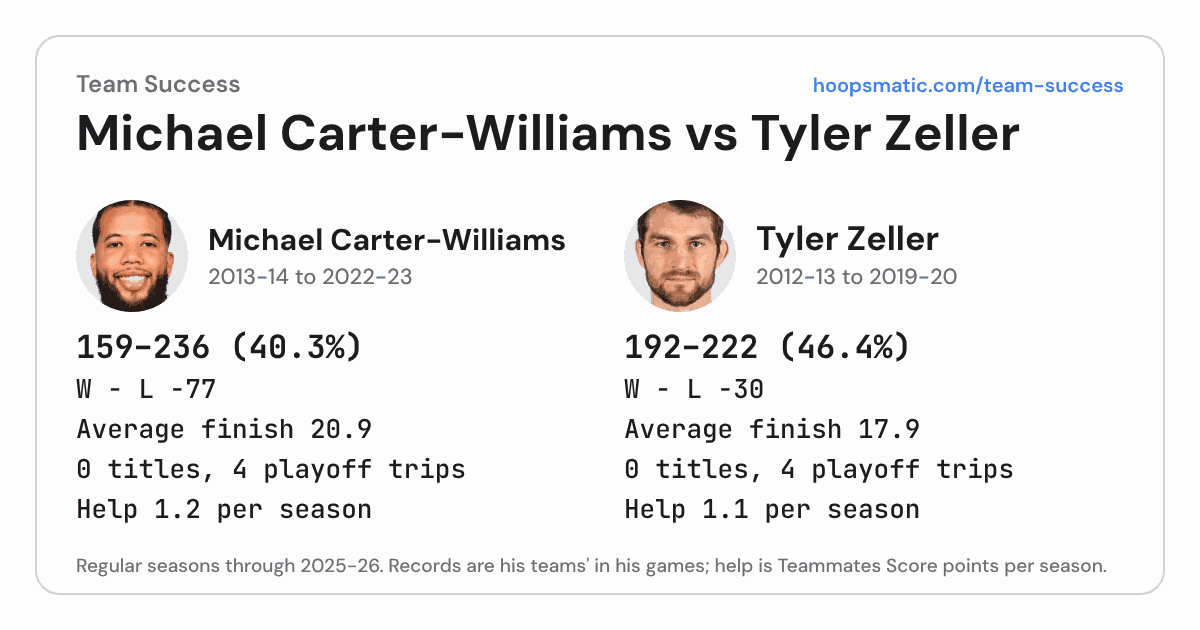 Team Success
hoopsmatic.com/team-success
Michael Carter-Williams vs Tyler Zeller
Michael Carter-Williams
2013-14 to 2022-23
159-236 (40.3%)
W - L -77
Average finish 20.9
0 titles, 4 playoff trips
Help 1.2 per season
Tyler Zeller
2012-13 to 2019-20
192-222 (46.4%)
W - L -30
Average finish 17.9
0 titles, 4 playoff trips
Help 1.1 per season
Regular seasons through 2025-26. Records are his teams' in his games; help is Teammates Score points per season.